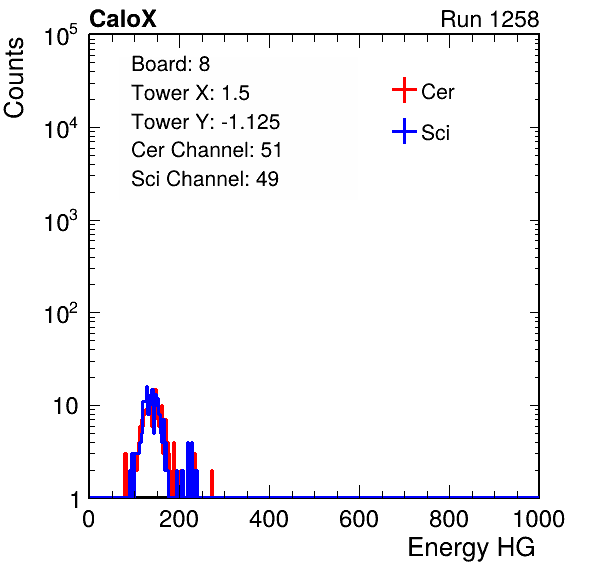 CaloX Run 1258
Counts
Board: 8
Tower X: 1.5
Tower Y: -1.125
Cer Channel: 51
Sci Channel: 49
Cer
Sci
10^5
10^4
10^3
10^2
10
1
0 200 400 600 800 1000
Energy HG